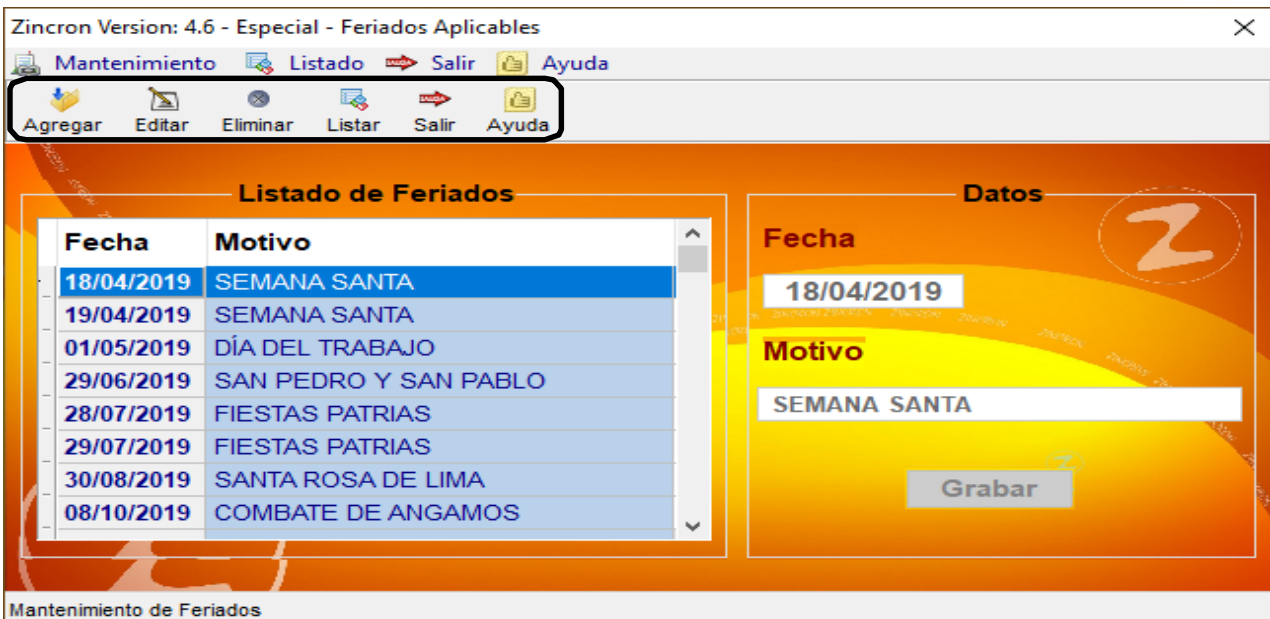 Zincron Version: 4.6 - Especial - Feriados Aplicables
Mantenimiento Listado Salir Ayuda
Agregar Editar Eliminar Listar Salir Ayuda
Listado de Feriados
Fecha Motivo
18/04/2019 SEMANA SANTA
19/04/2019 SEMANA SANTA
01/05/2019 DÍA DEL TRABAJO
29/06/2019 SAN PEDRO Y SAN PABLO
28/07/2019 FIESTAS PATRIAS
29/07/2019 FIESTAS PATRIAS
30/08/2019 SANTA ROSA DE LIMA
08/10/2019 COMBATE DE ANGAMOS
Datos
Fecha
18/04/2019
Motivo
SEMANA SANTA
Grabar
Mantenimiento de Feriados